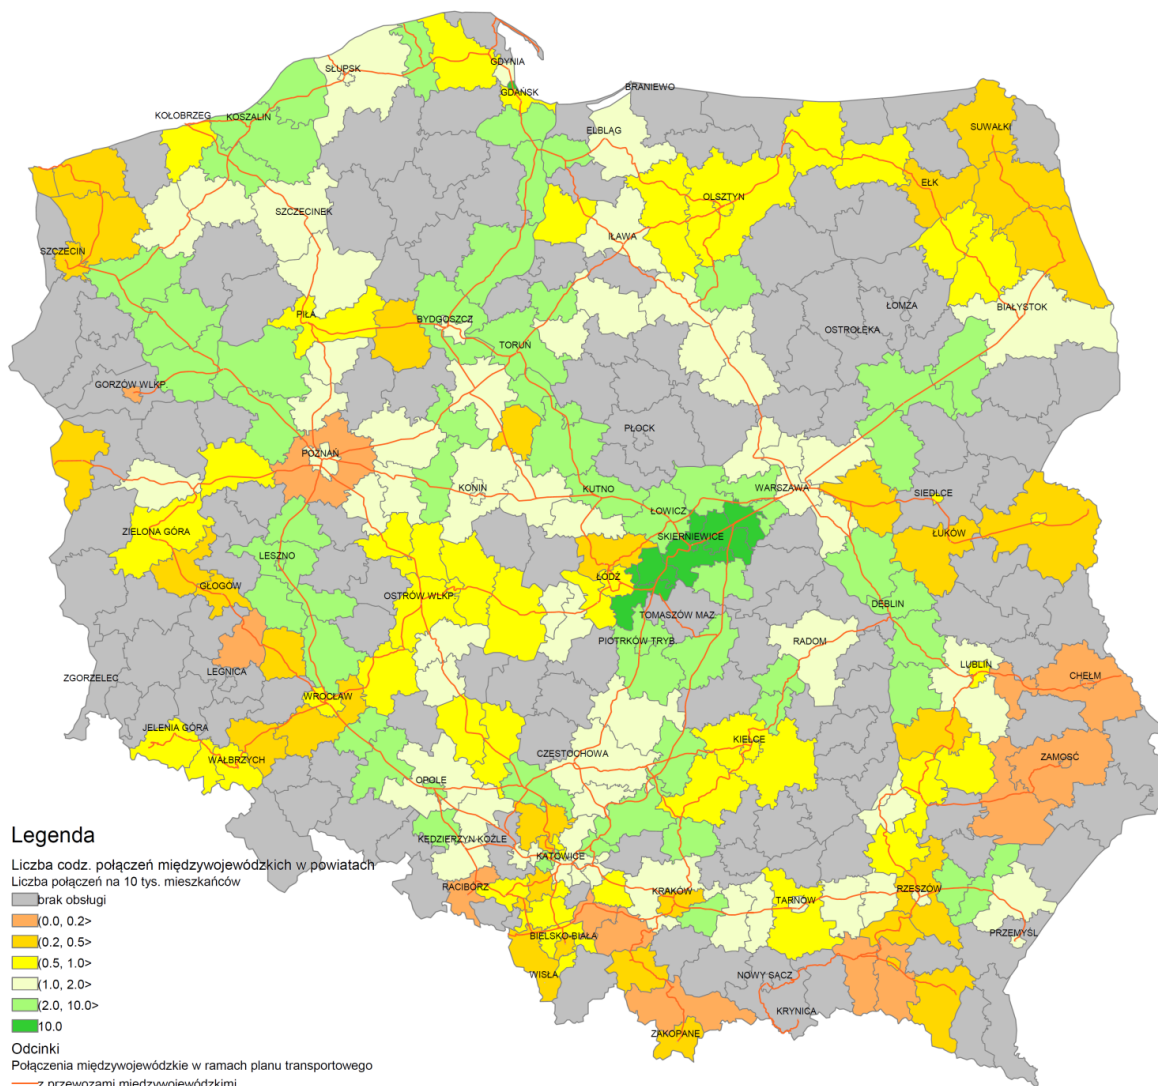 SŁUPSK
GDYNIA
GDAŃSK
BRANIEWO
KOŁOBRZEG
KOSZALIN
ELBLĄG
SUWAŁKI
EŁK
OLSZTYN
SZCZECINEK
IŁAWA
SZCZECIN
ŁOMZA
BIAŁYSTOK
PIŁA
BYDGOSZCZ
OSTROŁĘKA
TORUN
GORZÓW WLKP.
PŁOCK
POZNAŃ
KONIN
KUTNO
WARSZAWA
SIEDLCE
ŁOWICZ
ZIELONA GÓRA
SKIERNIEWICE
ŁUKÓW
LESZNO
GŁOGÓW
ŁÓDŹ
OSTRÓW WLKP.
DĘBLIN
TOMASZÓW MAZ.
PIOTRKÓW TRYB.
RADOM
LEGNICA
ZGORZELEC
LUBLIN
CHEŁM
WROCŁAW
JELENIA GÓRA
KIELCE
WAŁBRZYCH
CZĘSTOCHOWA
ZAMOSĆ
OPOLE
KĘDZIERZYN-KOŹLE
KATOWICE
RACIBÓRZ
KRAKÓW
TARNÓW
RZESZÓW
BIELSKO-BIAŁA
PRZEMYŚL
WISŁA
NOWY SĄCZ
KRYNICA
ZAKOPANE
Legenda
Liczba codz. połączeń międzywojewódzkich w powiatach
Liczba połączeń na 10 tys. mieszkańców
brak obsługi
(0.0, 0.2>
(0.2, 0.5>
(0.5, 1.0>
(1.0, 2.0>
(2.0, 10.0>
10.0
Odcinki
Połączenia międzywojewódzkie w ramach planu transportowego
z przewozami międzywojewódzkimi